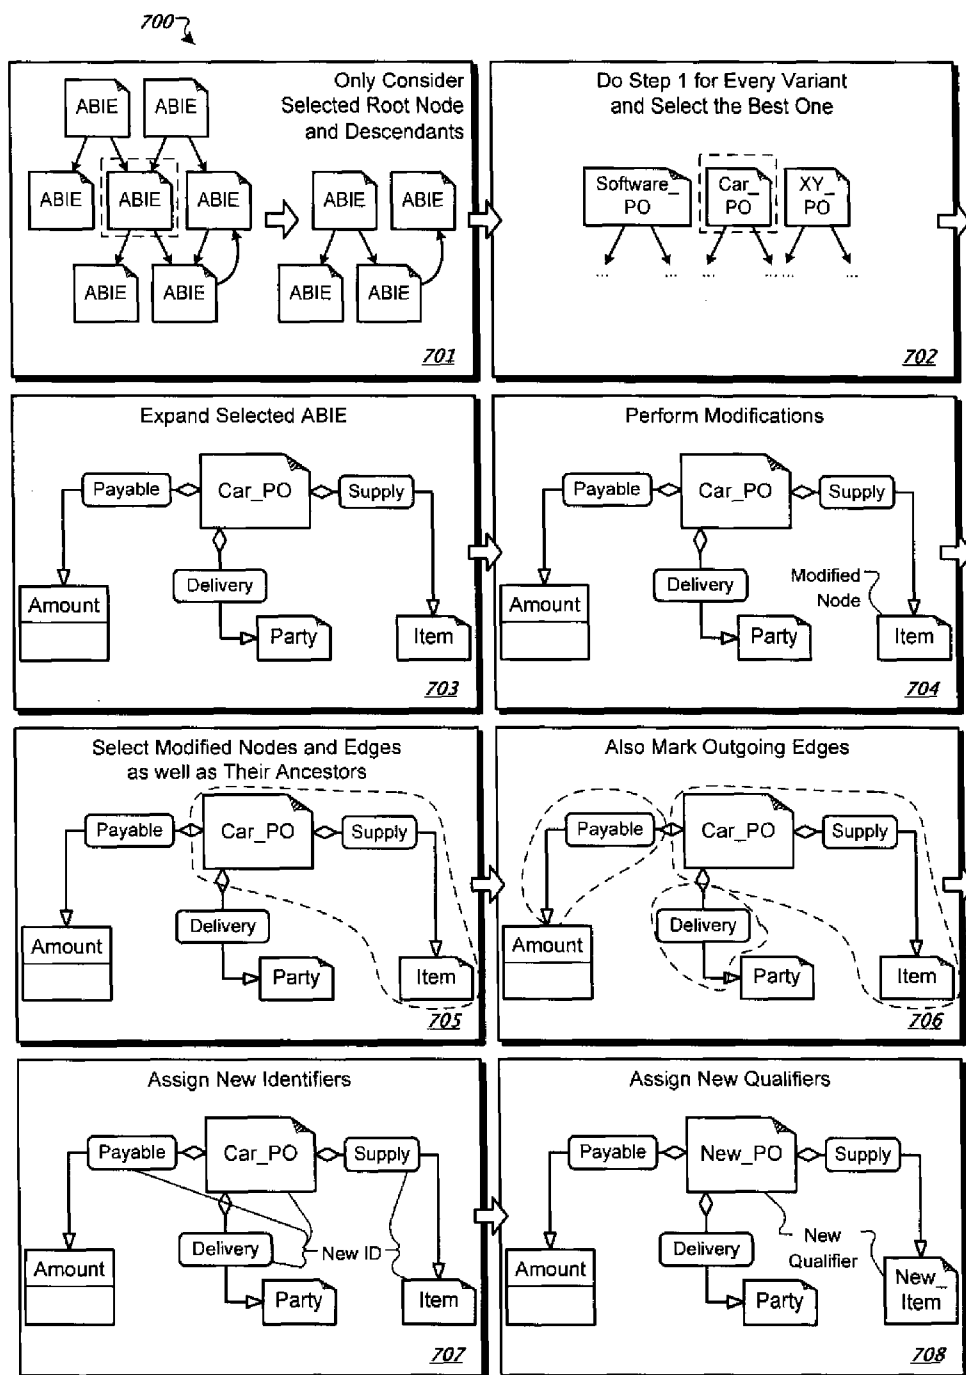 700
Only Consider
Selected Root Node
and Descendants
ABIE ABIE
ABIE ABIE ABIE ABIE ABIE
ABIE ABIE ABIE ABIE
701
Do Step 1 for Every Variant
and Select the Best One
Software_
PO
Car_
PO
XY_
PO
... ... ... ... ... ...
702
Expand Selected ABIE
Payable Car_PO Supply
Delivery
Amount
Party Item
703
Perform Modifications
Payable Car_PO Supply
Delivery
Modified
Node
Amount
Party Item
704
Select Modified Nodes and Edges
as well as Their Ancestors
Payable Car_PO Supply
Delivery
Amount
Party Item
705
Also Mark Outgoing Edges
Payable Car_PO Supply
Delivery
Amount
Party Item
706
Assign New Identifiers
Payable Car_PO Supply
Delivery New ID
Amount
Party Item
707
Assign New Qualifiers
Payable New_PO Supply
Delivery
New
Qualifier
Amount
Party
New_
Item
708